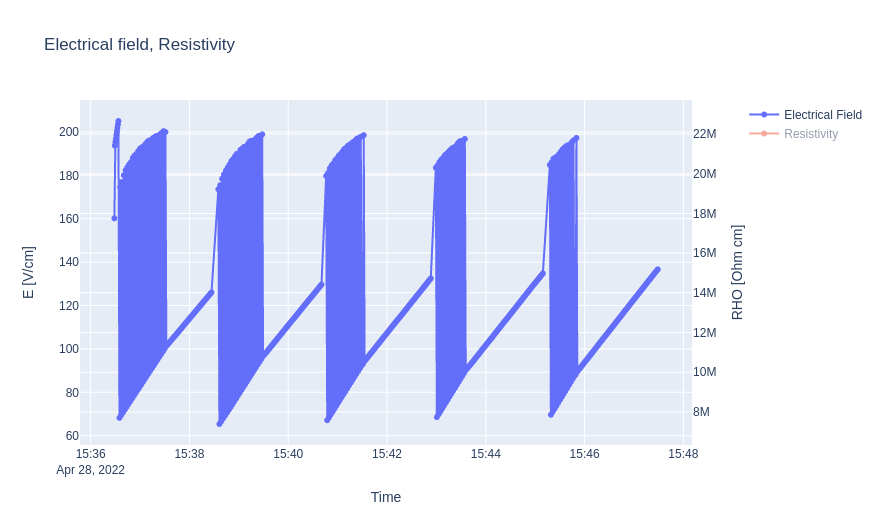 Electrical field, Resistivity
Electrical Field
Resistivity
200
180
160
140
120
100
80
60
E [V/cm]
22M
20M
18M
16M
14M
12M
10M
8M
RHO [Ohm cm]
15:36
Apr 28, 2022
15:38
15:40
15:42
15:44
15:46
15:48
Time